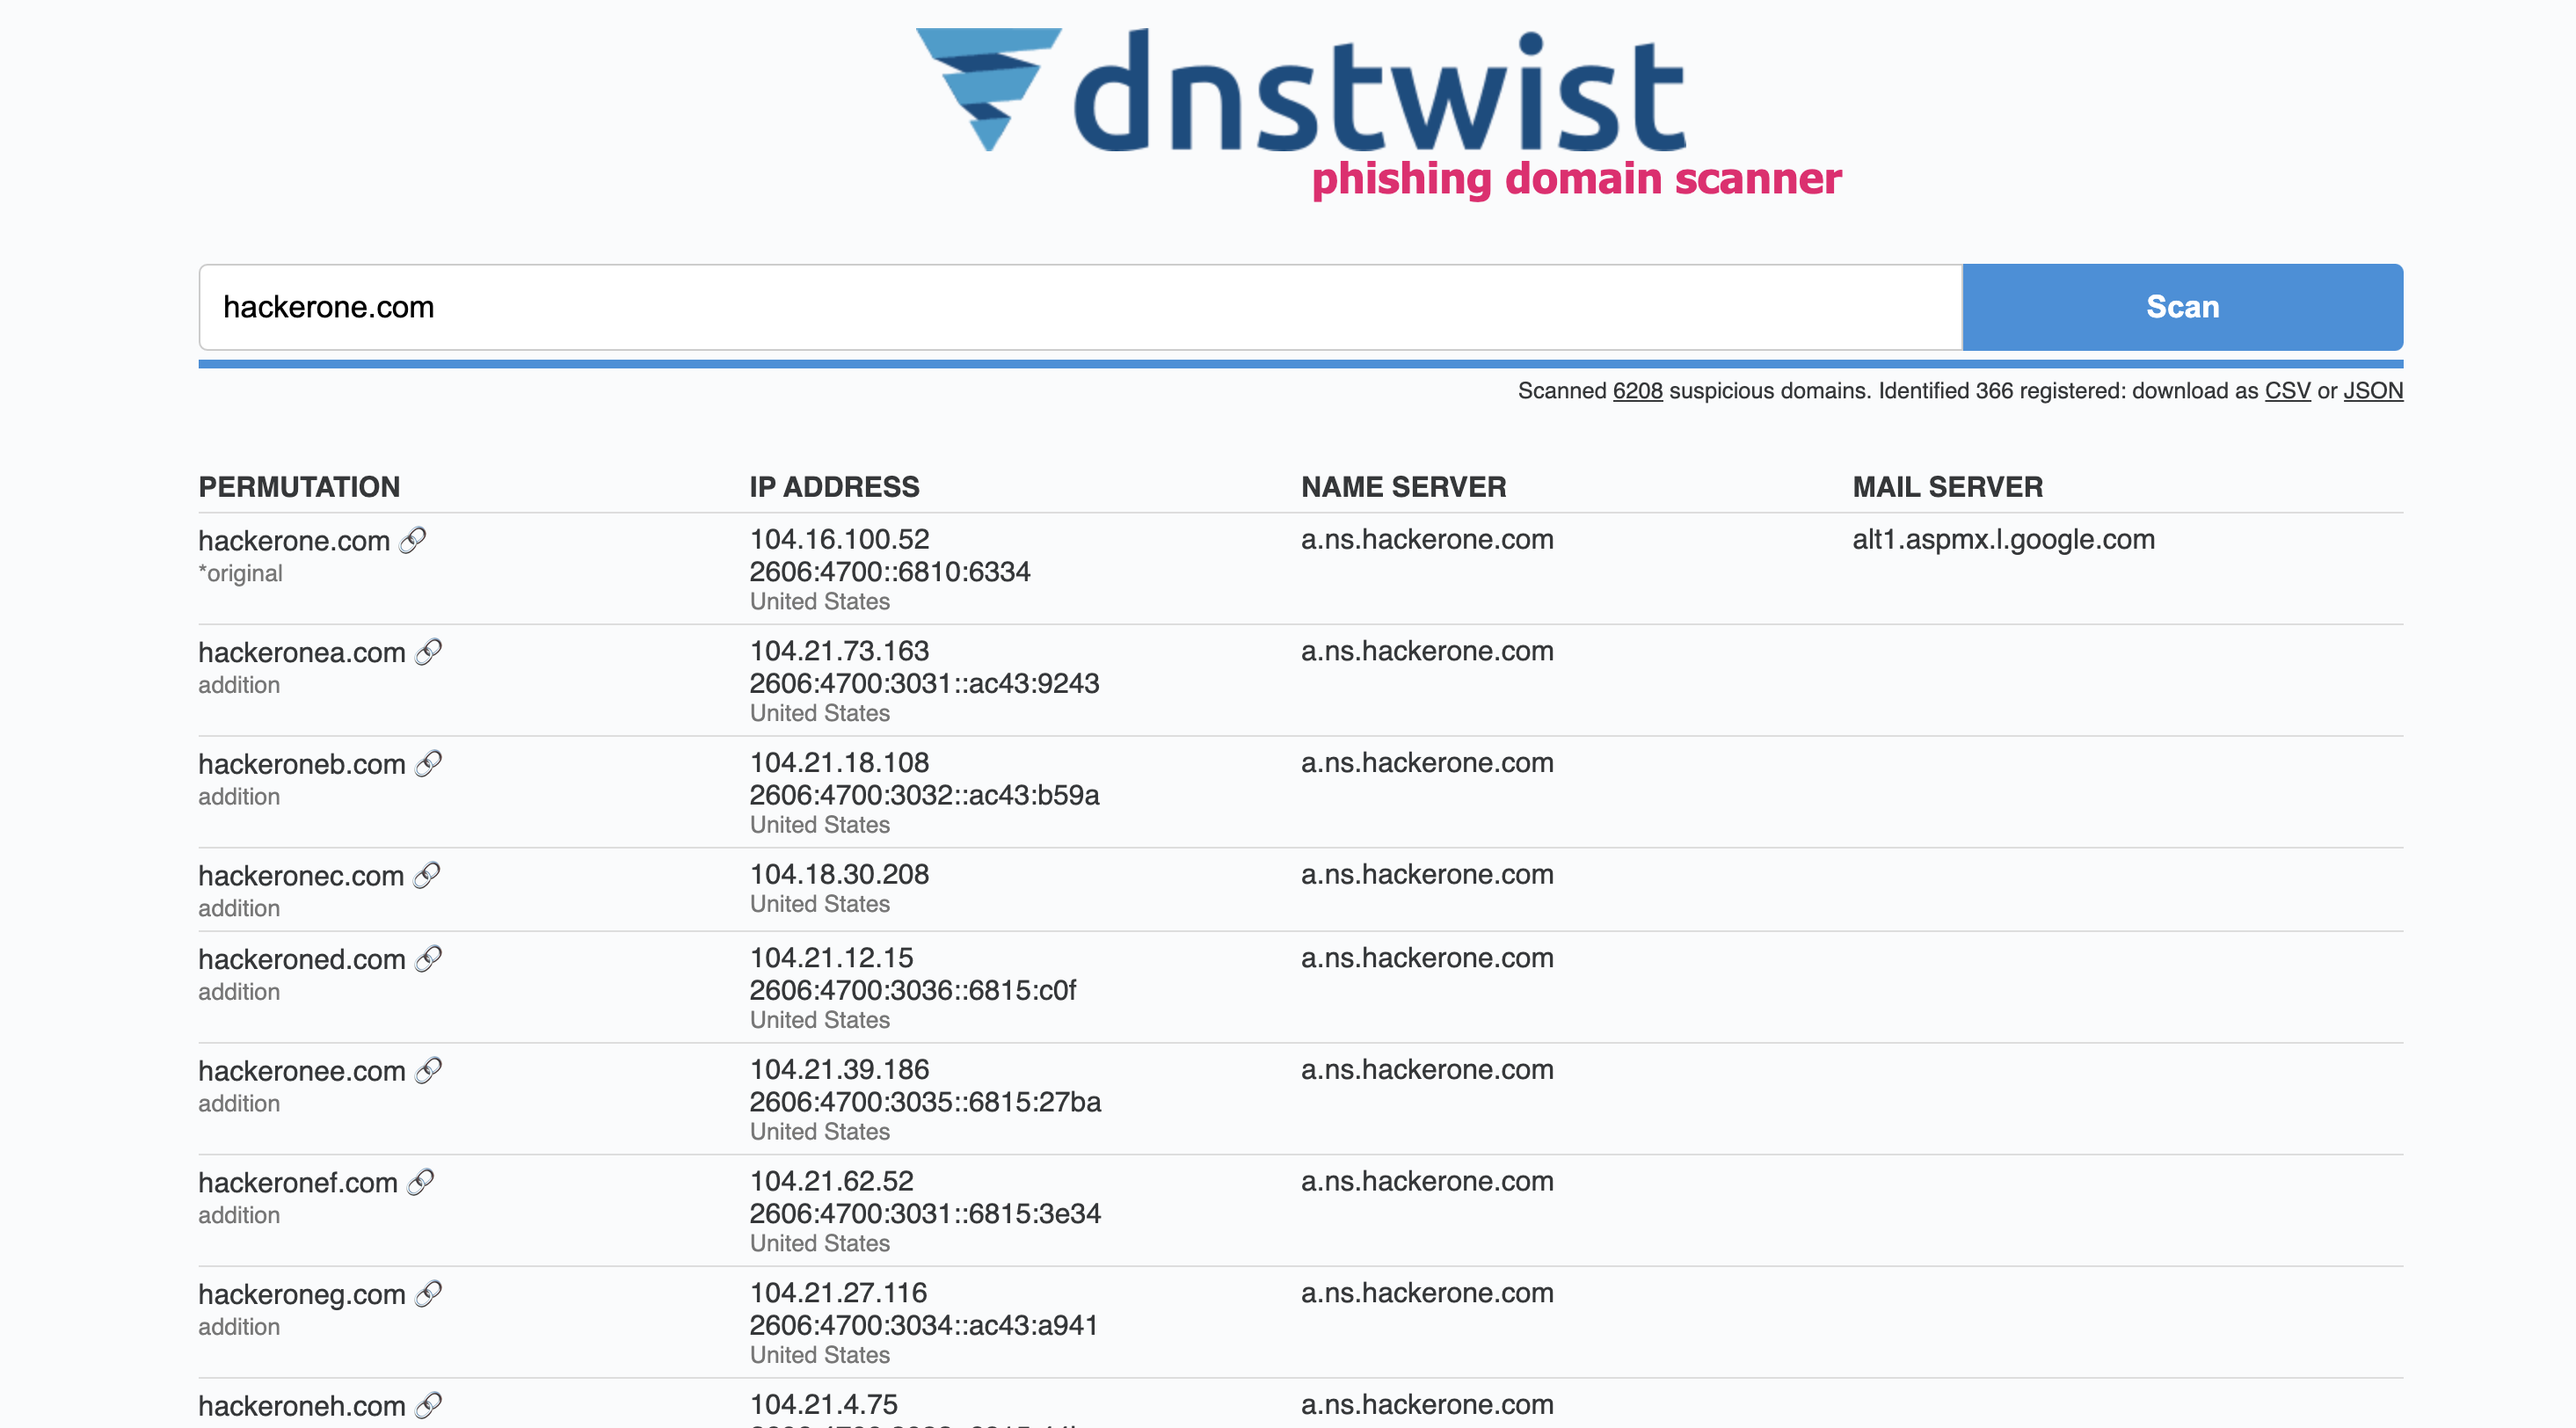 dnstwist
phishing domain scanner
hackerone.com Scan
Scanned 6208 suspicious domains. Identified 366 registered: download as CSV or JSON
PERMUTATION IP ADDRESS NAME SERVER MAIL SERVER
hackerone.com 104.16.100.52 a.ns.hackerone.com alt1.aspmx.l.google.com
*original 2606:4700::6810:6334
United States
hackeronea.com 104.21.73.163 a.ns.hackerone.com
addition 2606:4700:3031::ac43:9243
United States
hackeroneb.com 104.21.18.108 a.ns.hackerone.com
addition 2606:4700:3032::ac43:b59a
United States
hackeronec.com 104.18.30.208 a.ns.hackerone.com
addition United States
hackeroned.com 104.21.12.15 a.ns.hackerone.com
addition 2606:4700:3036::6815:c0f
United States
hackeronee.com 104.21.39.186 a.ns.hackerone.com
addition 2606:4700:3035::6815:27ba
United States
hackeronef.com 104.21.62.52 a.ns.hackerone.com
addition 2606:4700:3031::6815:3e34
United States
hackeroneg.com 104.21.27.116 a.ns.hackerone.com
addition 2606:4700:3034::ac43:a941
United States
hackeroneh.com 104.21.4.75 a.ns.hackerone.com